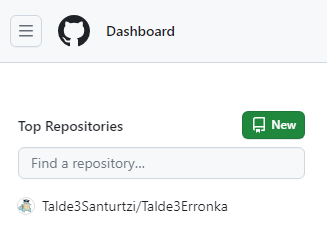 Dashboard
Top Repositories
New
Find a repository...
Talde3Santurtzi/Talde3Erronka